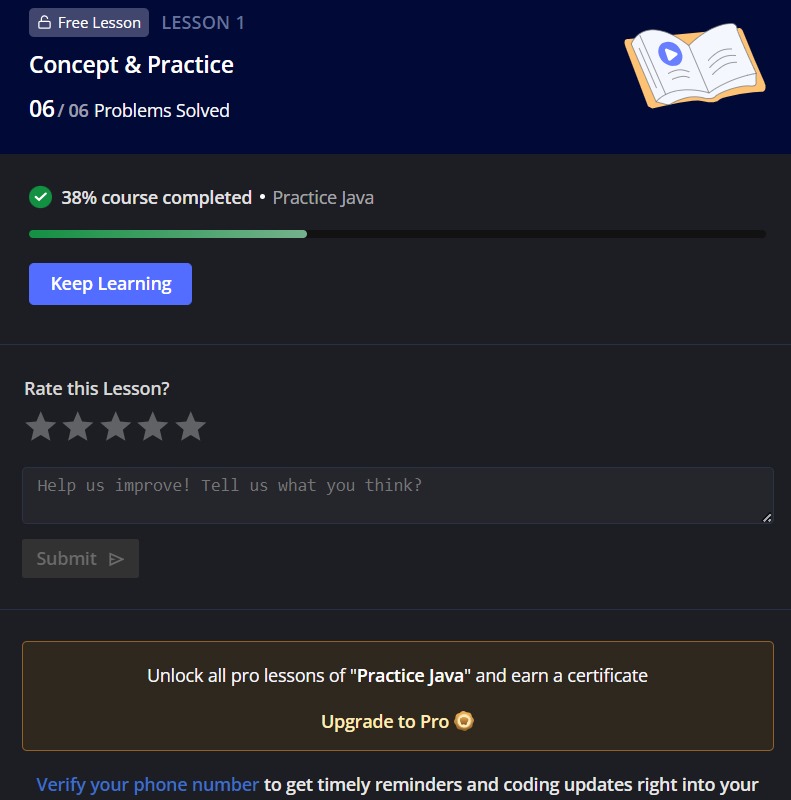 Free Lesson LESSON 1
Concept & Practice
06 / 06 Problems Solved
38% course completed • Practice Java
Keep Learning
Rate this Lesson?
Help us improve! Tell us what you think?
Submit
Unlock all pro lessons of "Practice Java" and earn a certificate
Upgrade to Pro
Verify your phone number to get timely reminders and coding updates right into your